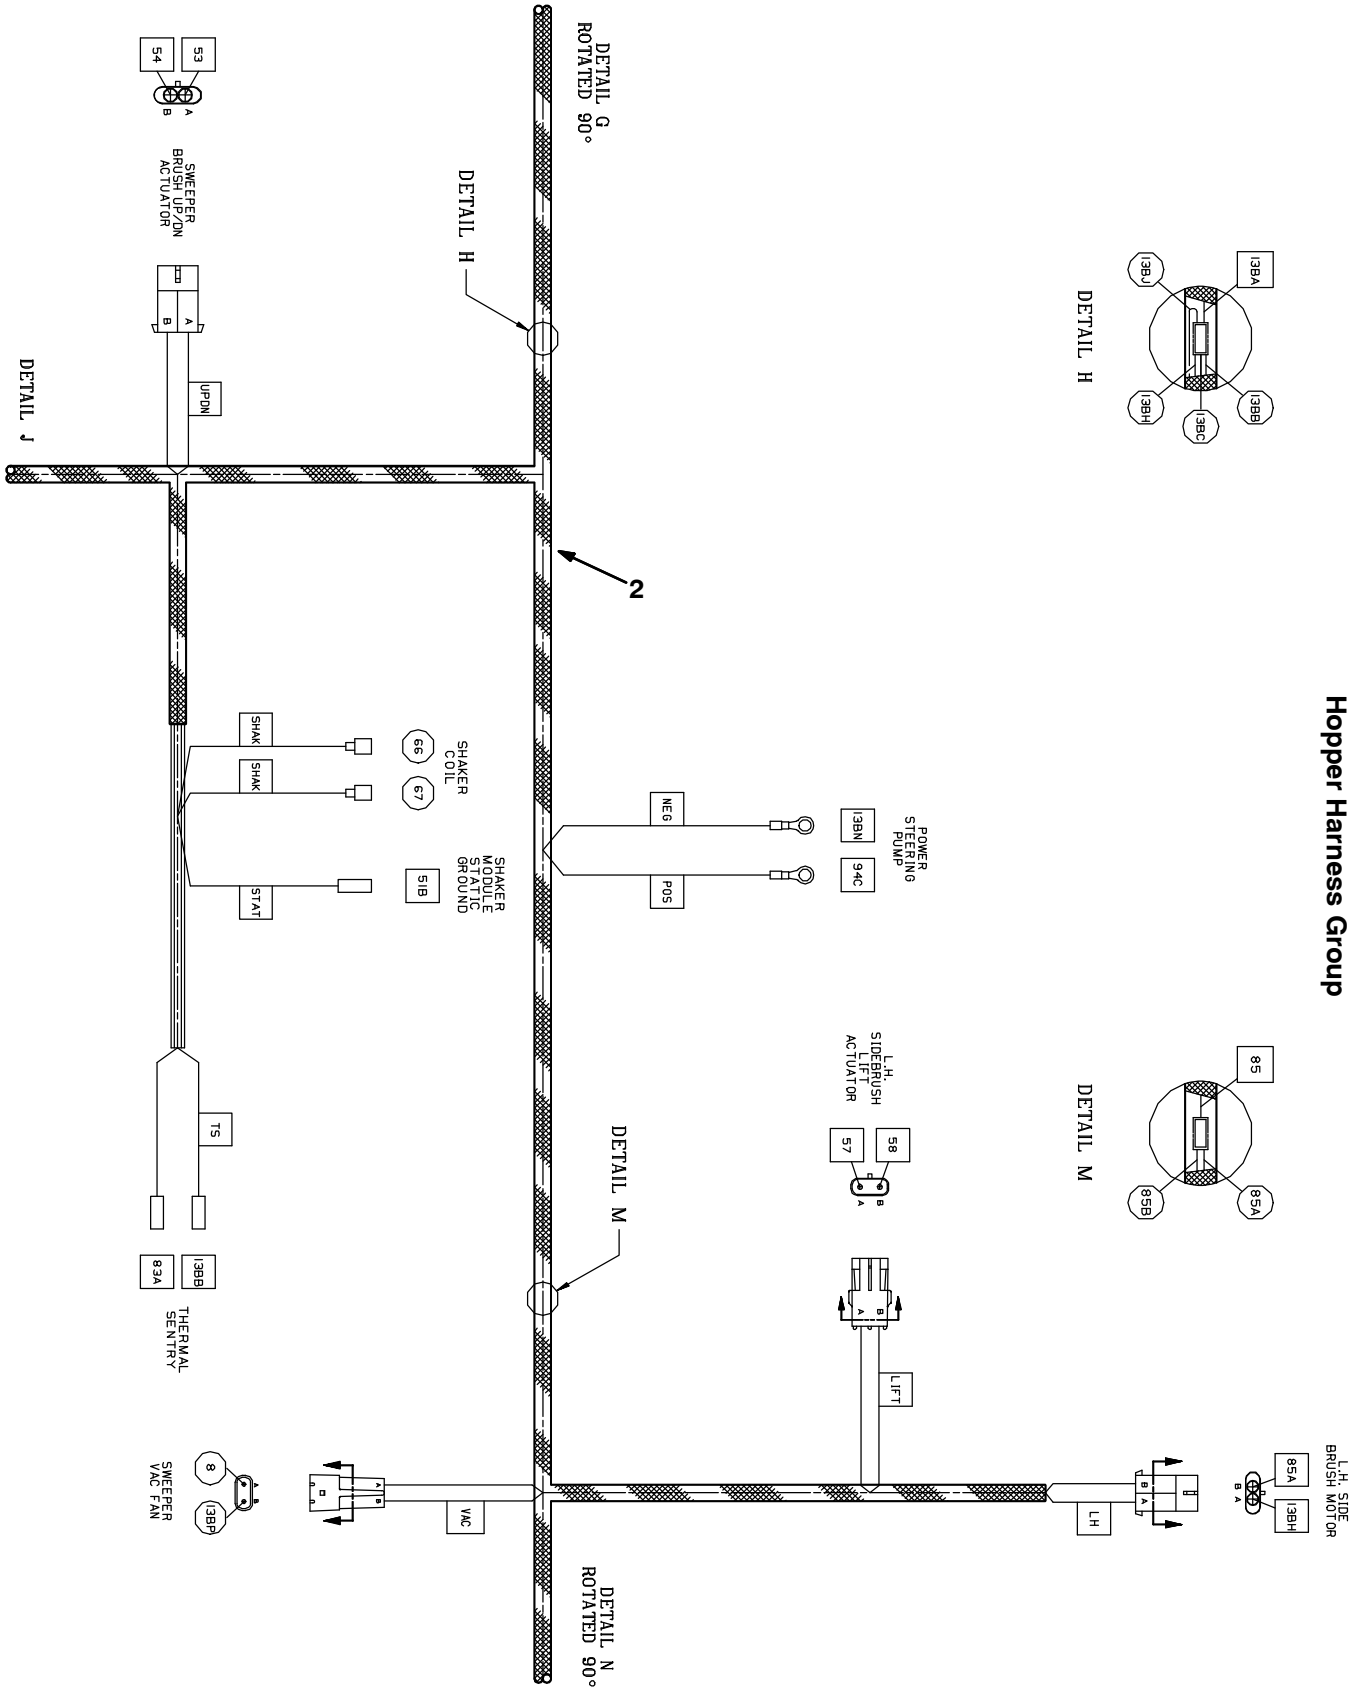 Hopper Harness Group
13BA
13BJ
13BB
13BC
13BH
DETAIL H
85
85A
85B
DETAIL M
L.H. SIDE
BRUSH MOTOR
85A
13BH
B
A
B
A
LH
POWER
STEERING
PUMP
13BN
94C
NEG
POS
L.H.
SIDEBRUSH
LIFT
ACTUATOR
58
57
B
A
B
A
LIFT
DETAIL G
ROTATED 90°
DETAIL H
2
DETAIL M
DETAIL N
ROTATED 90°
SHAKER
COIL
66
67
SHAK
SHAK
SHAKER
MODULE
STATIC
GROUND
51B
STAT
VAC
A
B
A
B
8
13BP
SWEEPER
VAC FAN
53
54
A
B
SWEEPER
BRUSH UP/DN
ACTUATOR
A
B
UPDN
TS
13BB
83A
THERMAL
SENTRY
DETAIL J